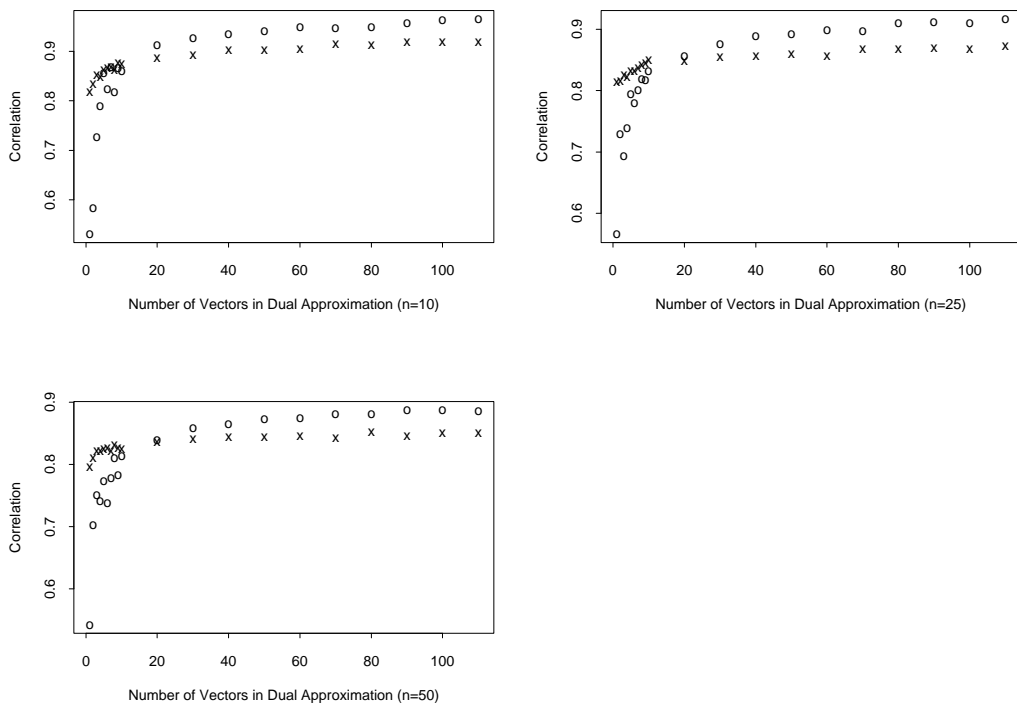 0.9
0.8
0.7
0.6
Correlation
0 20 40 60 80 100
Number of Vectors in Dual Approximation (n=10)
0.9
0.8
0.7
0.6
Correlation
0 20 40 60 80 100
Number of Vectors in Dual Approximation (n=25)
0.9
0.8
0.7
0.6
Correlation
0 20 40 60 80 100
Number of Vectors in Dual Approximation (n=50)